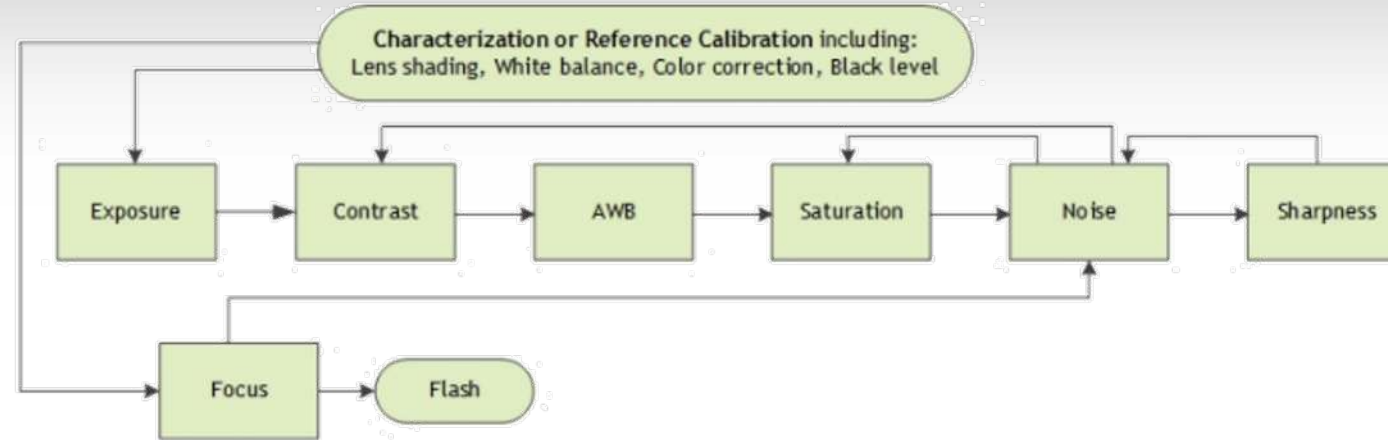 Characterization or Reference Calibration including:
Lens shading, White balance, Color correction, Black level
Exposure
Contrast
AWB
Saturation
Noise
Sharpness
Focus
Flash